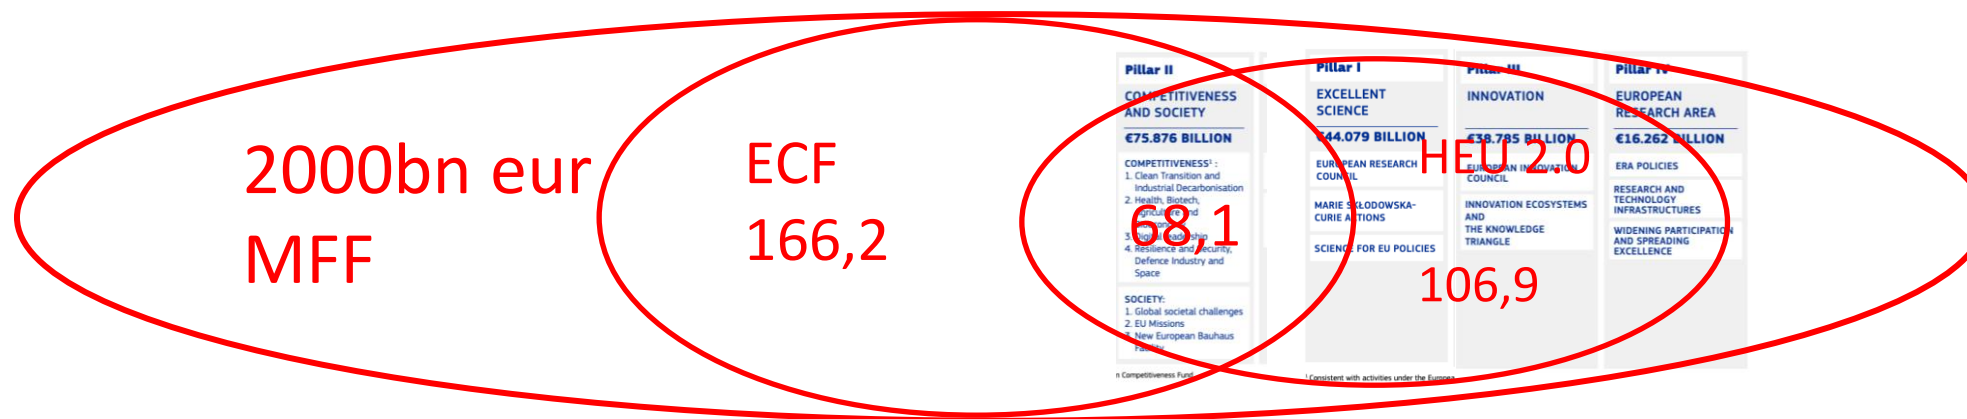 2000bn eur
MFF
ECF
166,2
68,1
HEU 2.0
106,9
Pillar II
COMPETITIVENESS
AND SOCIETY
€75.876 BILLION
COMPETITIVENESS¹ :
1. Clean Transition and
Industrial Decarbonisation
2. Health, Biotech,
Agriculture and
3. Digital leadership
4. Resilience and Security,
Defence Industry and
Space
SOCIETY:
1. Global societal challenges
2. EU Missions
3. New European Bauhaus
Facility
n Competitiveness Fund
Pillar I
EXCELLENT
SCIENCE
€44.079 BILLION
EUROPEAN RESEARCH
COUNCIL
MARIE SKŁODOWSKA-
CURIE ACTIONS
SCIENCE FOR EU POLICIES
¹ Consistent with activities under the Europea
Pillar III
INNOVATION
€38.785 BILLION
EUROPEAN INNOVATION
COUNCIL
INNOVATION ECOSYSTEMS
AND
THE KNOWLEDGE
TRIANGLE
Pillar IV
EUROPEAN
RESEARCH AREA
€16.262 BILLION
ERA POLICIES
RESEARCH AND
TECHNOLOGY
INFRASTRUCTURES
WIDENING PARTICIPATION
AND SPREADING
EXCELLENCE